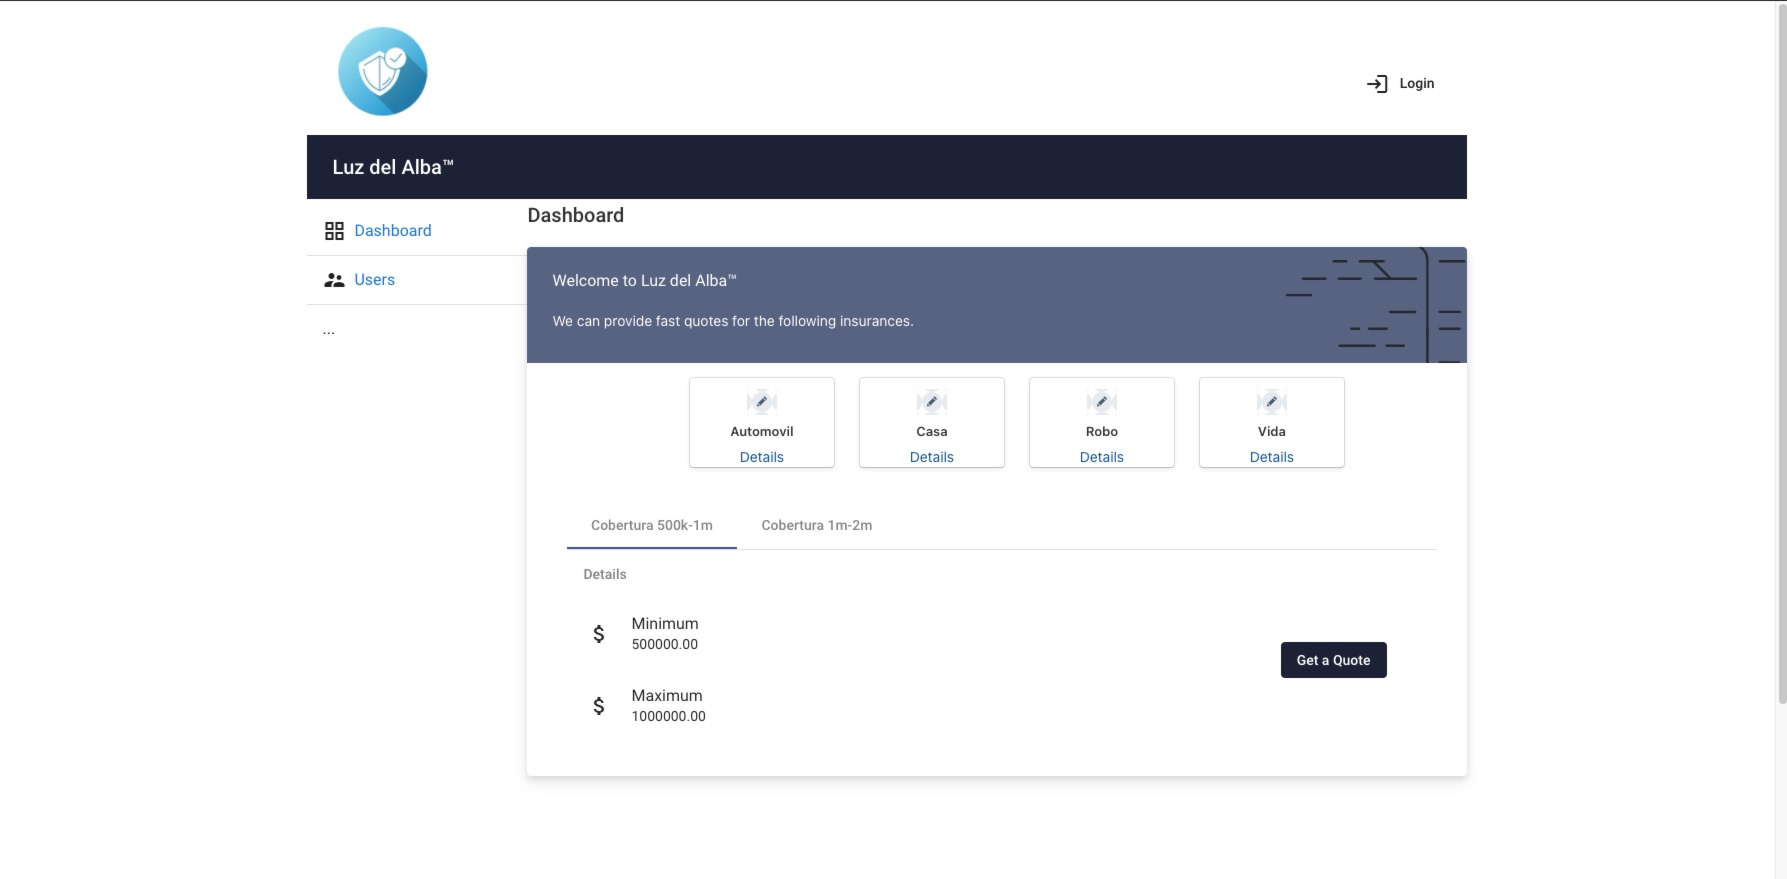 Login
Luz del Alba™
Dashboard
Users
...
Dashboard
Welcome to Luz del Alba™
We can provide fast quotes for the following insurances.
Automovil
Details
Casa
Details
Robo
Details
Vida
Details
Cobertura 500k-1m
Cobertura 1m-2m
Details
$ Minimum
500000.00
$ Maximum
1000000.00
Get a Quote